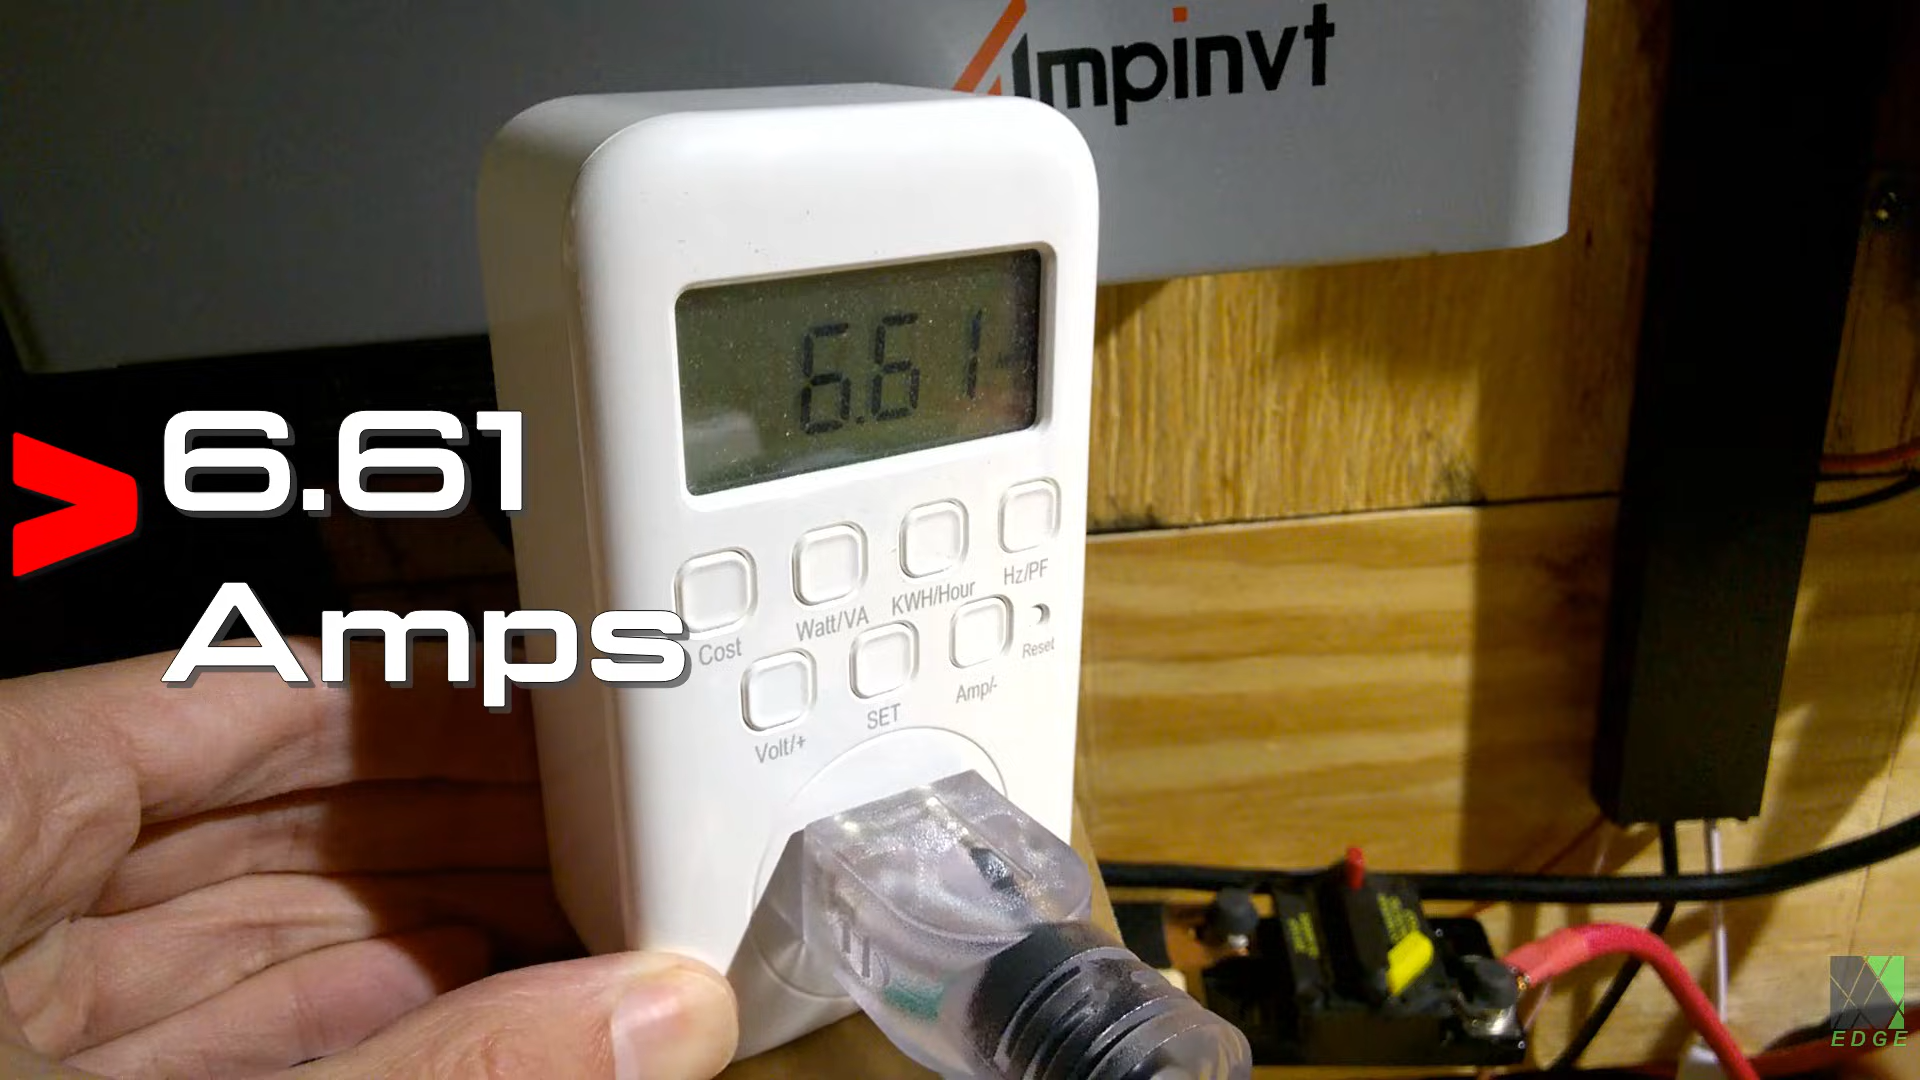 Ampinvt
6.61
> 6.61
Amps
Hz/PF
KWH/Hour
Watt/VA
Cost
Reset
Amp/-
SET
Volt/+
EDGE